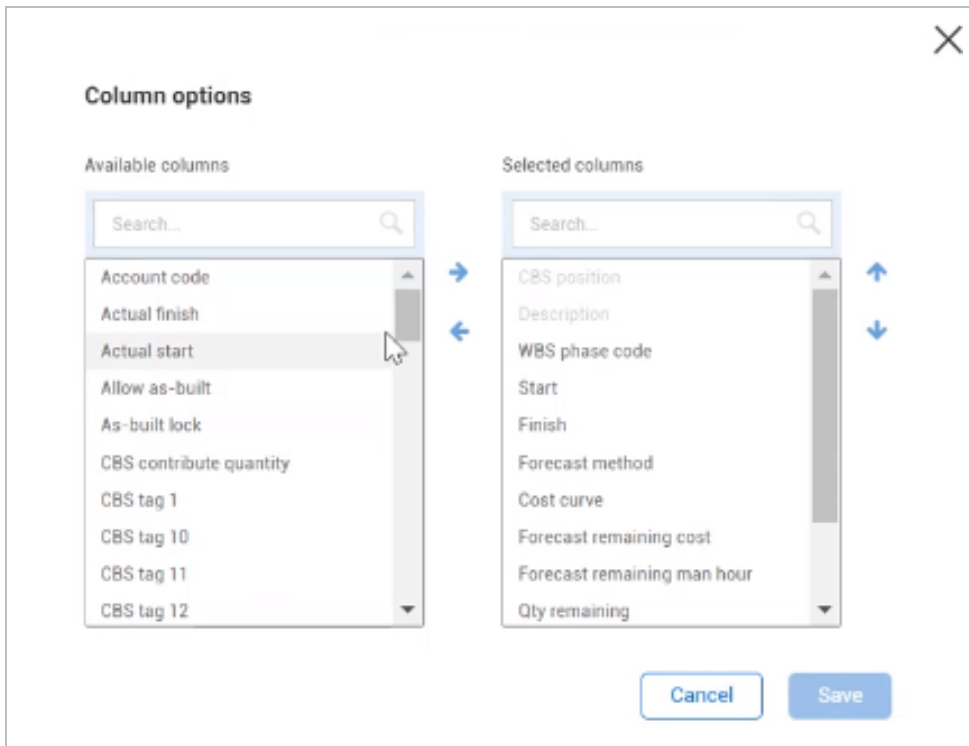 Column options
Available columns
Selected columns
Search...
Search...
Account code
Actual finish
Actual start
Allow as-built
As-built lock
CBS contribute quantity
CBS tag 1
CBS tag 10
CBS tag 11
CBS tag 12
CBS position
Description
WBS phase code
Start
Finish
Forecast method
Cost curve
Forecast remaining cost
Forecast remaining man hour
Qty remaining
Cancel
Save